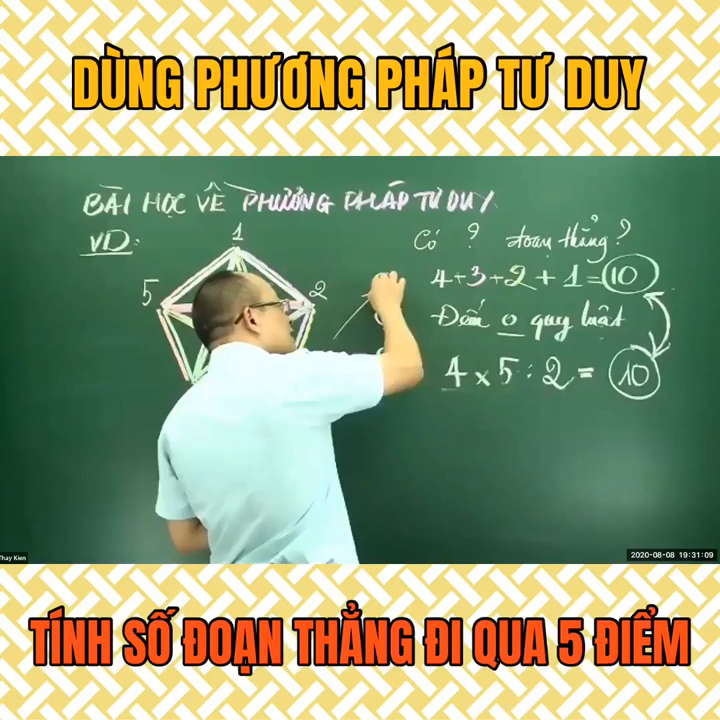 DÙNG PHƯƠNG PHÁP TƯ DUY
BÀI HỌC VỀ PHƯƠNG PHÁP TƯ DUY
VD:
1
5
2
Có ? đoạn thẳng?
4+3+2+1=10
Đếm o quy luật
4 x 5 : 2 = 10
Thay Kien
2020-08-08 19:31:09
TÍNH SỐ ĐOẠN THẲNG ĐI QUA 5 ĐIỂM